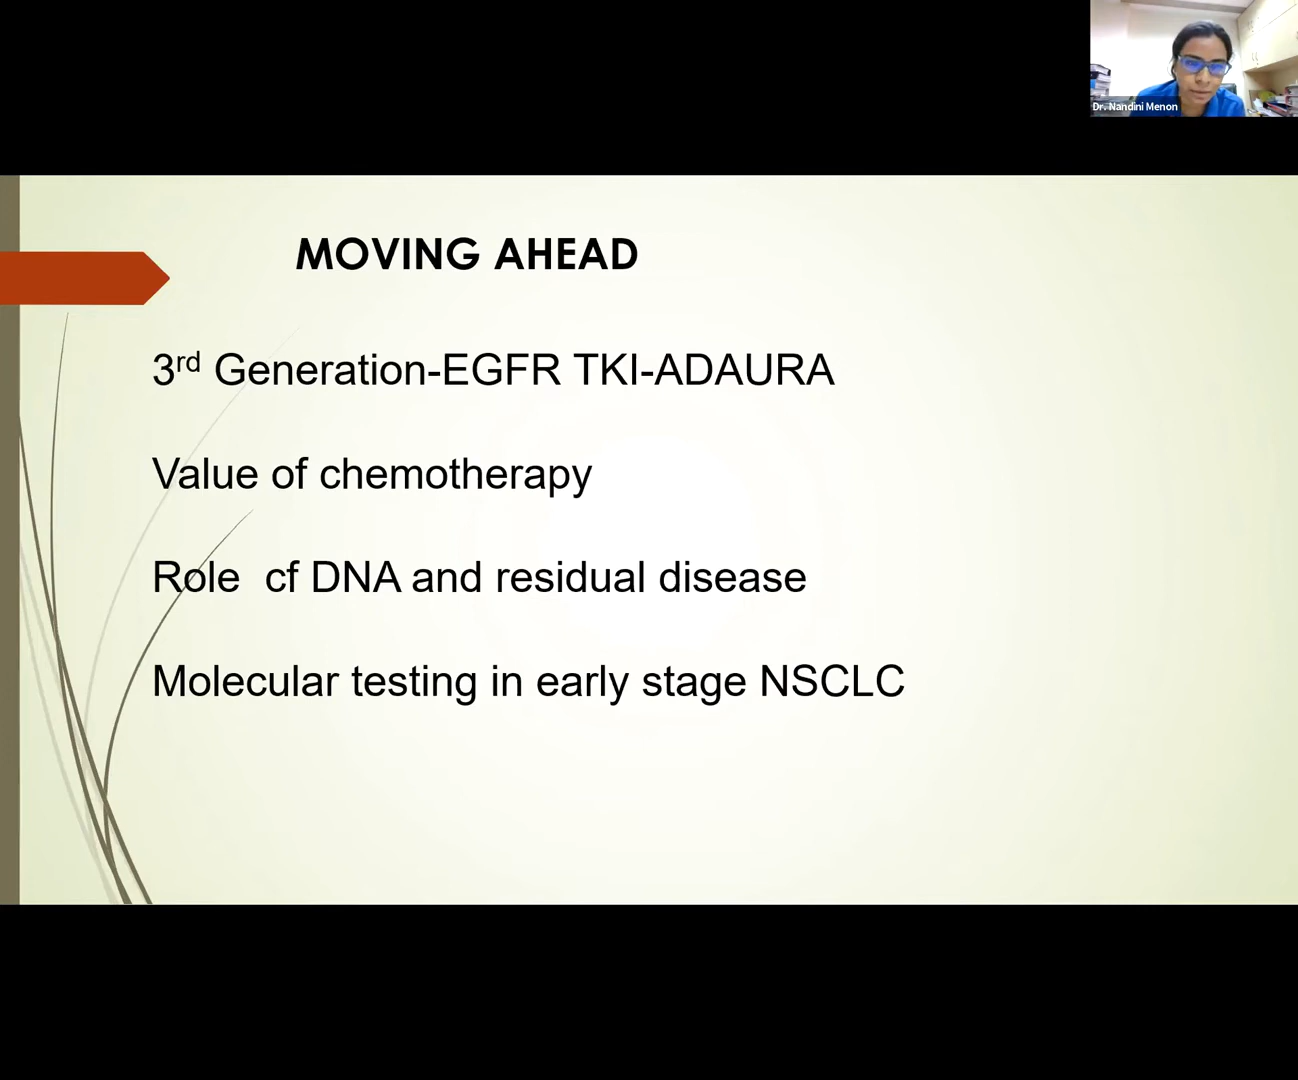 Dr. Nandini Menon
MOVING AHEAD
3rd Generation-EGFR TKI-ADAURA
Value of chemotherapy
Role  cf DNA and residual disease
Molecular testing in early stage NSCLC